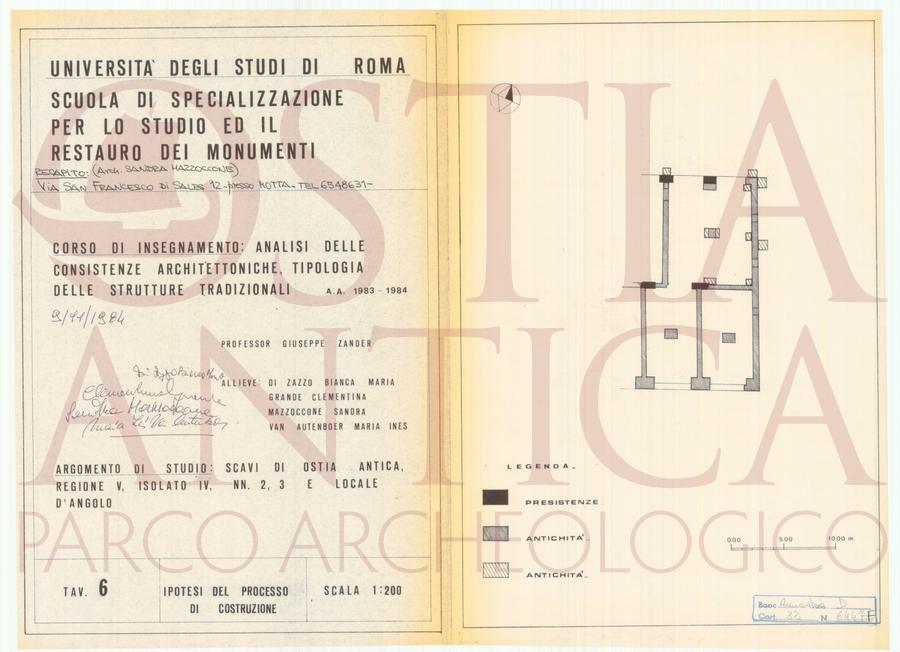 UNIVERSITA' DEGLI STUDI DI ROMA
SCUOLA DI SPECIALIZZAZIONE
PER LO STUDIO ED IL
RESTAURO DEI MONUMENTI
RECAPITO: (Arch. SANDRA MAZZOCCONE)
VIA SAN FRANCESCO DI SALES 12 - presso MOTTA - TEL 6548631-
CORSO DI INSEGNAMENTO: ANALISI DELLE
CONSISTENZE ARCHITETTONICHE, TIPOLOGIA
DELLE STRUTTURE TRADIZIONALI A.A. 1983-1984
9/11/1984
PROFESSOR GIUSEPPE ZANDER
ALLIEVE: DI ZAZZO BIANCA MARIA
GRANDE CLEMENTINA
MAZZOCCONE SANDRA
VAN AUTENBOER MARIA INES
ARGOMENTO DI STUDIO: SCAVI DI OSTIA ANTICA,
REGIONE V, ISOLATO IV, NN. 2, 3 E LOCALE
D'ANGOLO
TAV. 6
IPOTESI DEL PROCESSO
DI COSTRUZIONE
SCALA 1:200
LEGENDA_
PRESISTENZE_
ANTICHITA'_
ANTICHITA'_
0,00 5,00 10,00 m.
Cart. 32 N
OSTIA
ANTICA
PARCO ARCHEOLOGICO